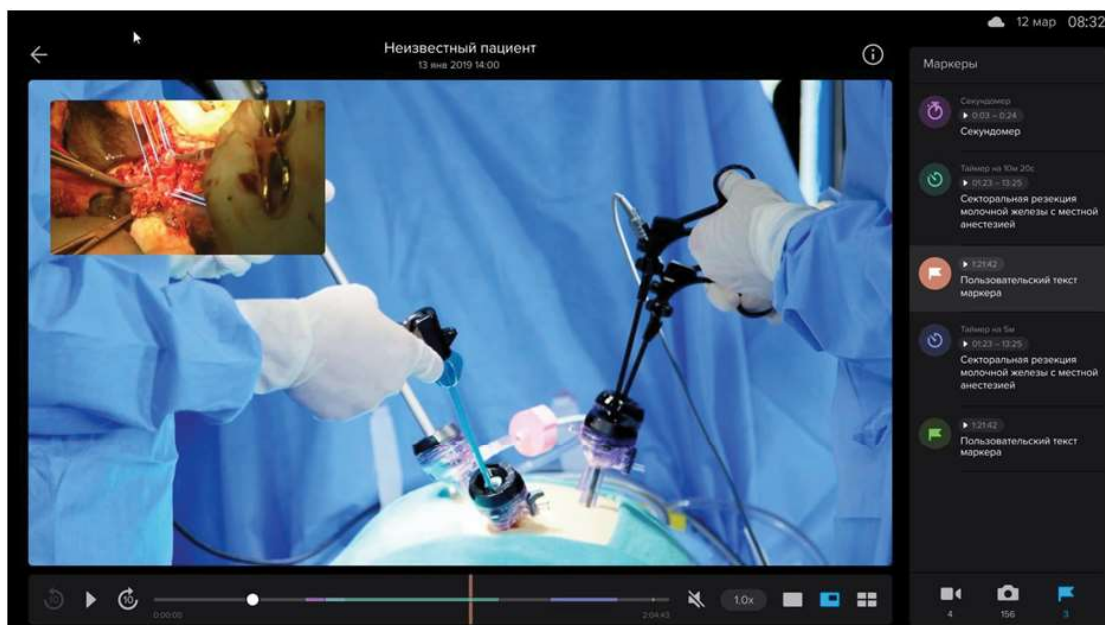 12 мар 08:32
Неизвестный пациент
13 янв 2019 14:00
Маркеры
Секундомер
0:03 – 0:24
Секундомер
Таймер на 10м 20с
01:23 – 13:25
Секторальная резекция
молочной железы с местной
анестезией
1:21:42
Пользовательский текст
маркера
Таймер на 5м
01:23 – 13:25
Секторальная резекция
молочной железы с местной
анестезией
1:21:42
Пользовательский текст
маркера
10
10
1.0x
0:00:00
2:04:43
4
156
3